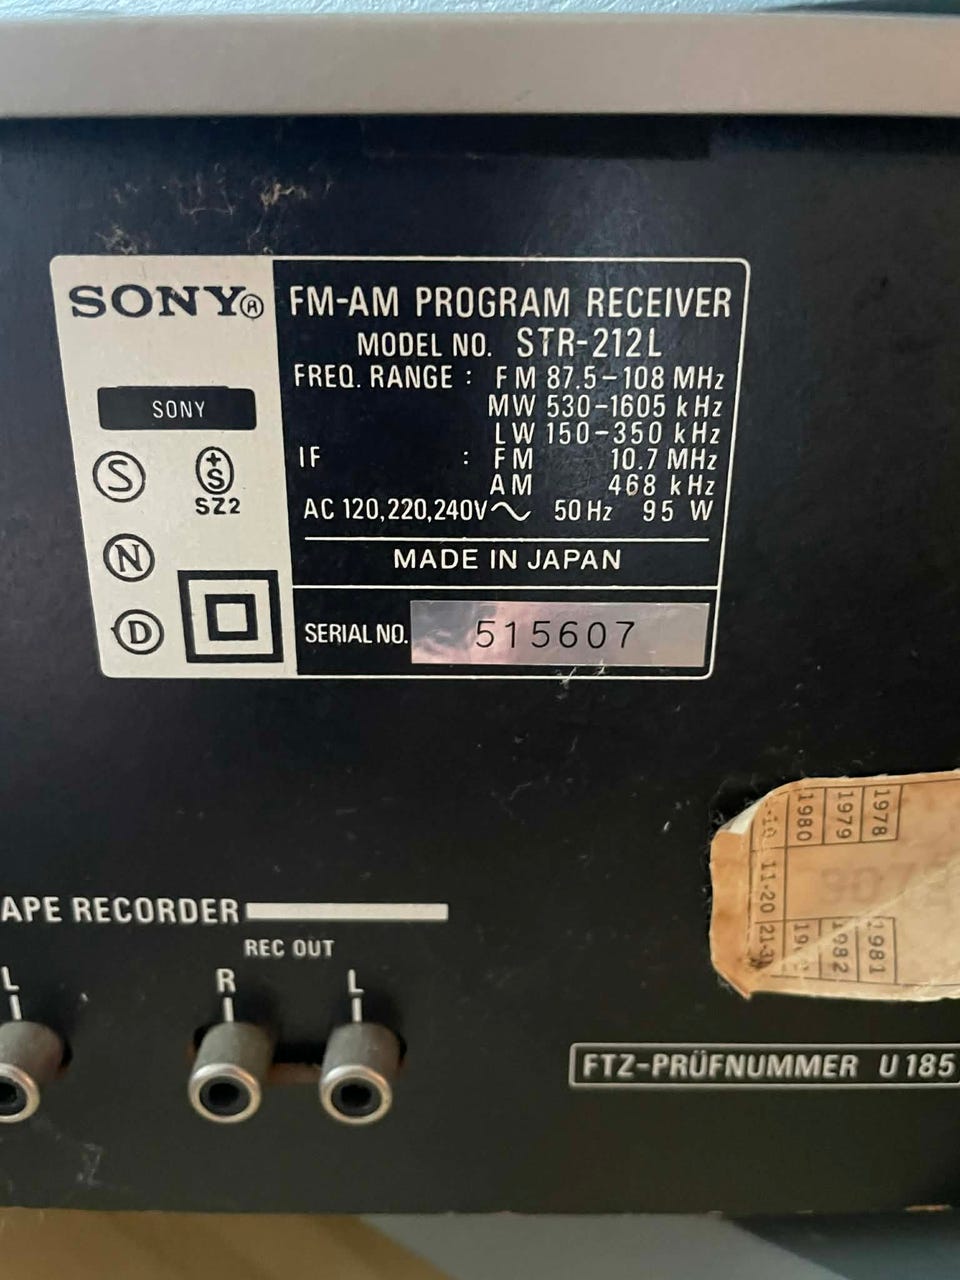 SONY®
FM-AM PROGRAM RECEIVER
MODEL NO. STR-212L
FREQ. RANGE : FM 87.5-108 MHz
MW 530-1605 kHz
LW 150-350 kHz
IF : FM 10.7 MHz
AM 468 kHz
AC 120,220,240V~ 50Hz 95 W
MADE IN JAPAN
SERIAL NO. 515607
SONY
S
+S
SZ2
N
D
1978
1979
1980
11-20
1981
1982
APE RECORDER
REC OUT
L R L
FTZ-PRÜFNUMMER U185